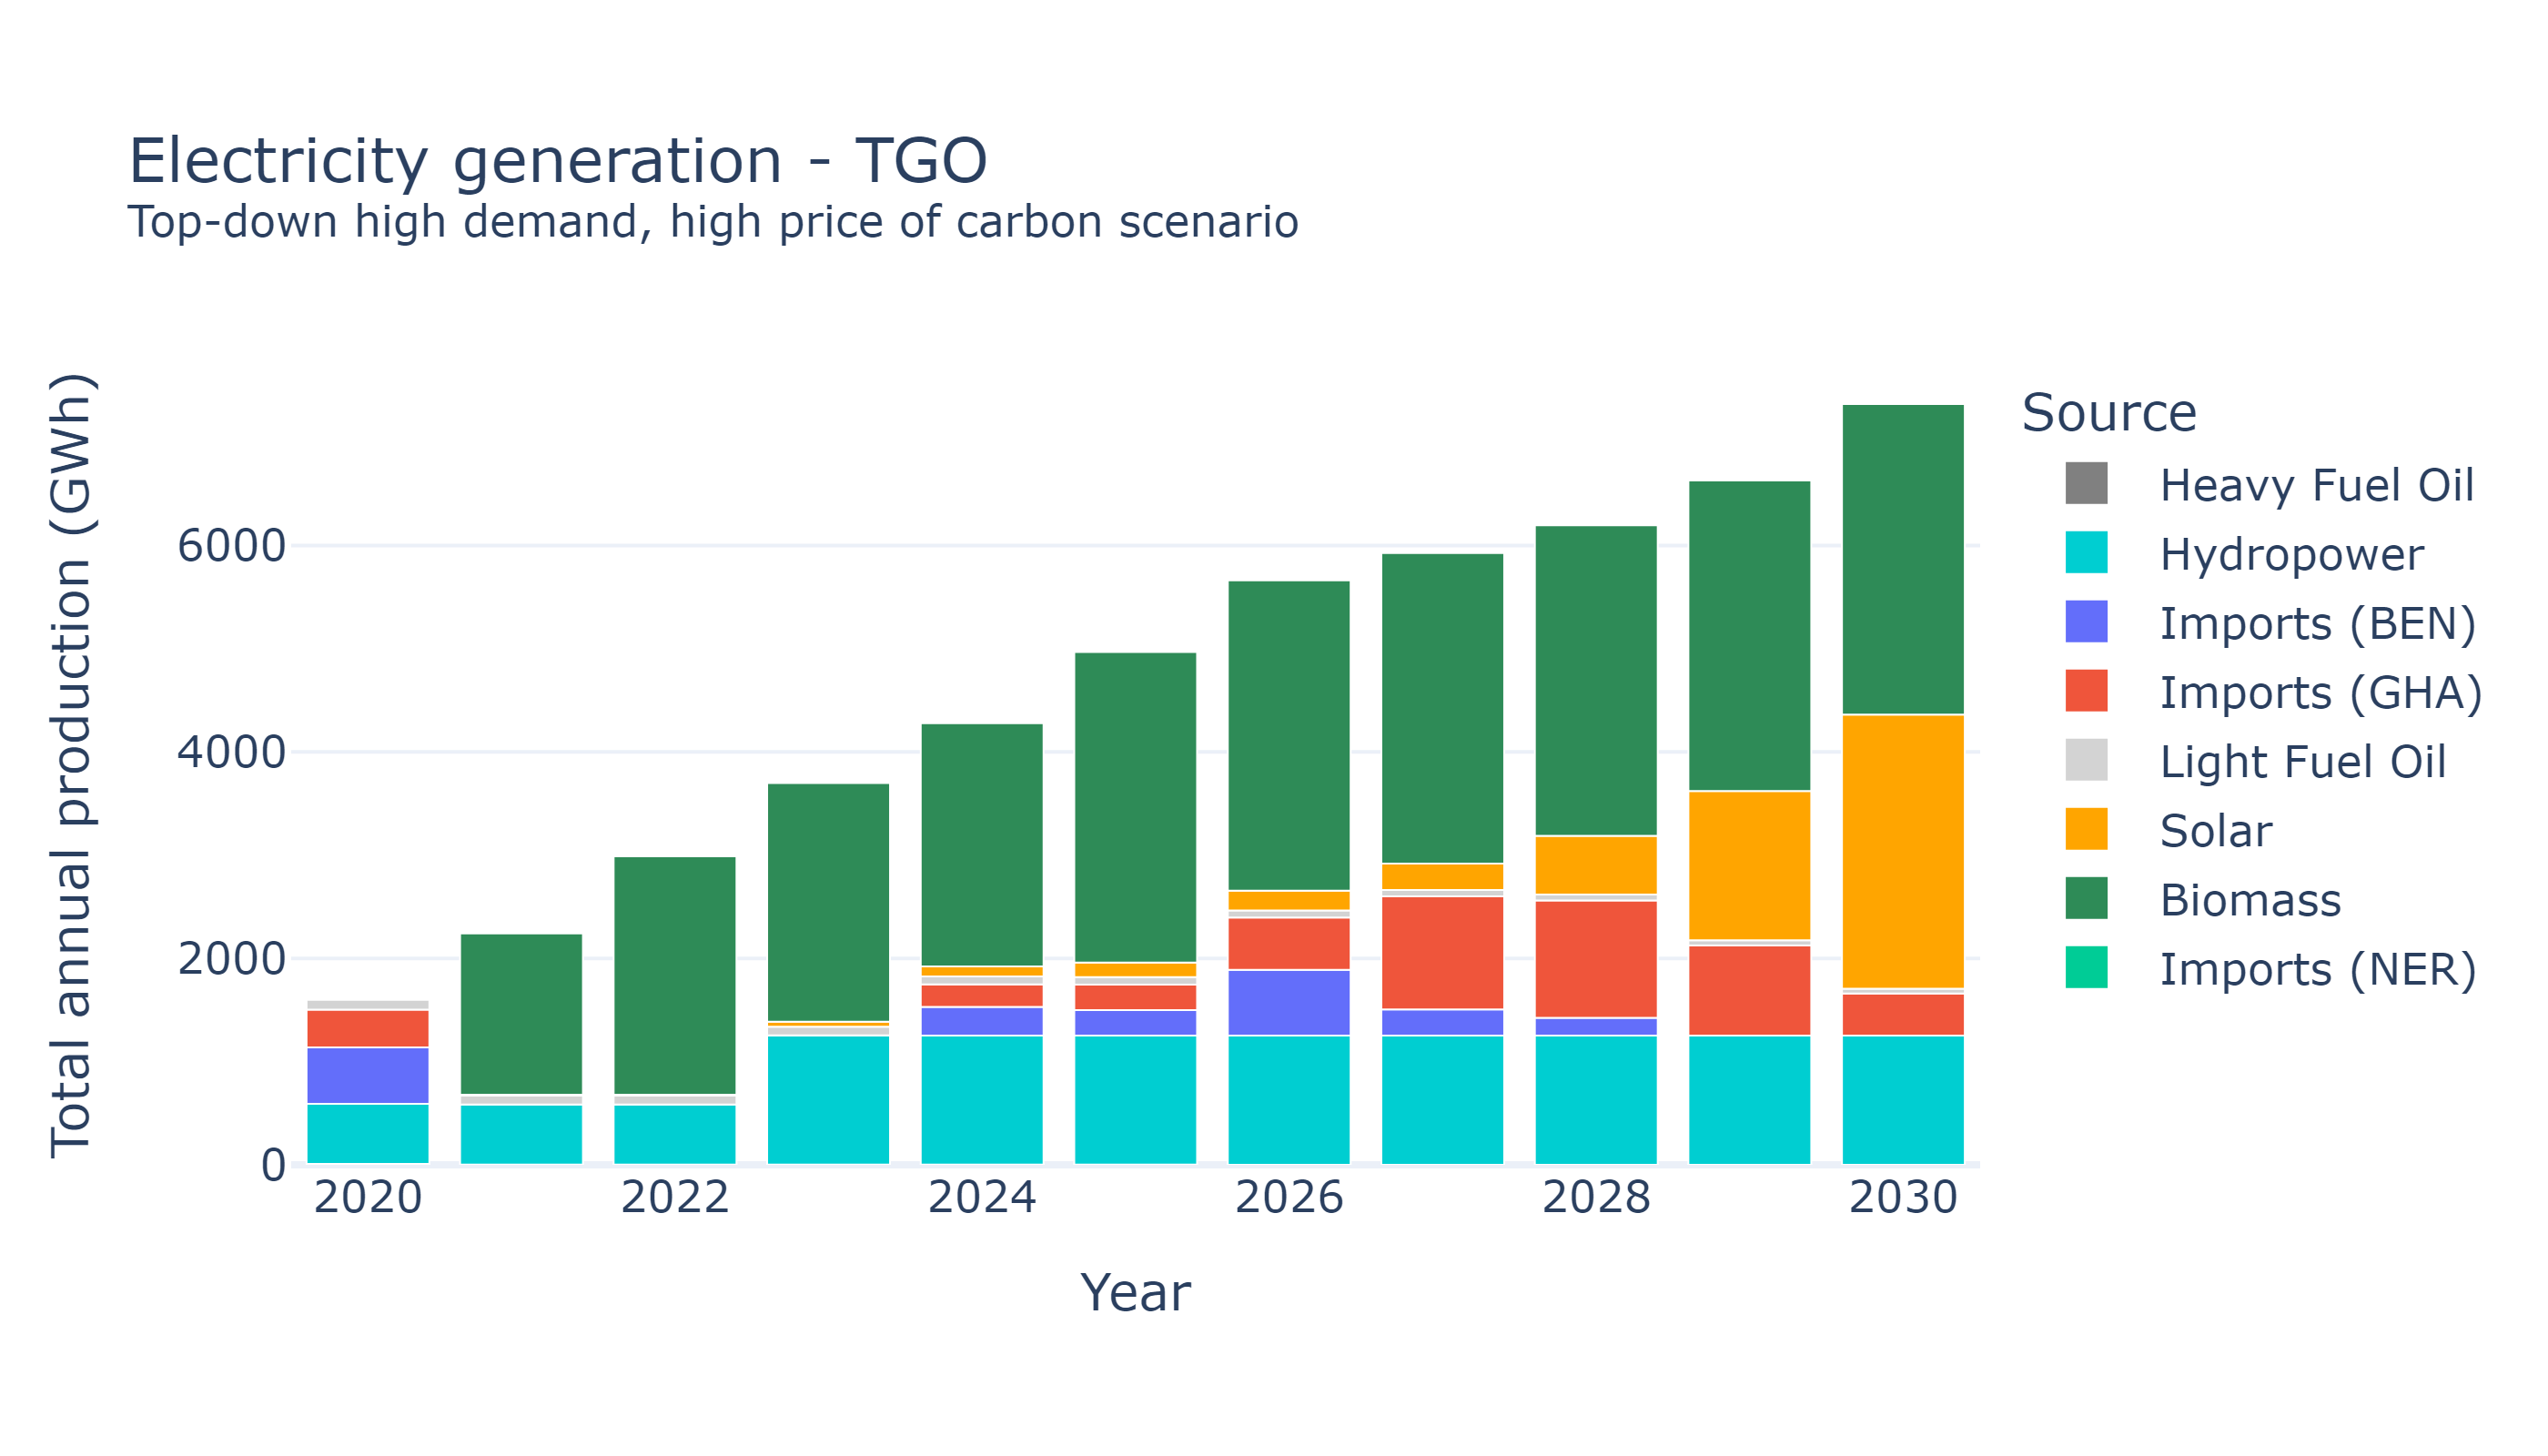 Electricity generation - TGO
Top-down high demand, high price of carbon scenario
Total annual production (GWh)
6000
4000
2000
0
2020
2022
2024
2026
2028
2030
Year
Source
Heavy Fuel Oil
Hydropower
Imports (BEN)
Imports (GHA)
Light Fuel Oil
Solar
Biomass
Imports (NER)